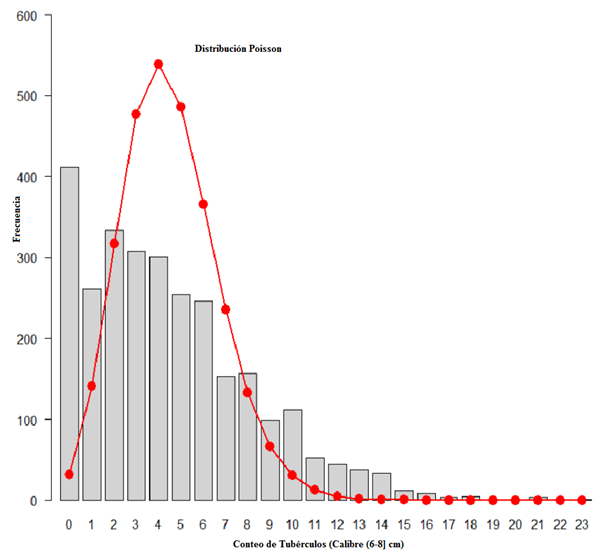 Distribución Poisson
Frecuencia
600
500
400
300
200
100
0
0 1 2 3 4 5 6 7 8 9 10 11 12 13 14 15 16 17 18 19 20 21 22 23
Conteo de Tubérculos (Calibre (6-8] cm)